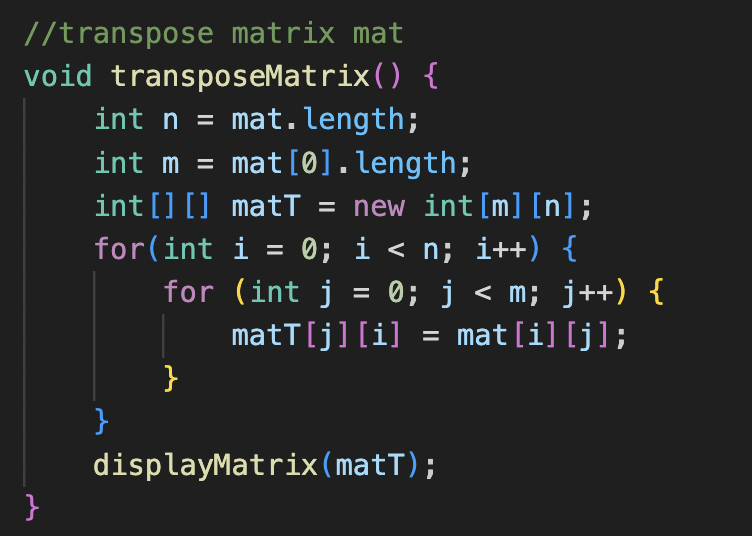 //transpose matrix mat
void transposeMatrix() {
    int n = mat.length;
    int m = mat[0].length;
    int[][] matT = new int[m][n];
    for(int i = 0; i < n; i++) {
        for (int j = 0; j < m; j++) {
            matT[j][i] = mat[i][j];
        }
    }
    displayMatrix(matT);
}